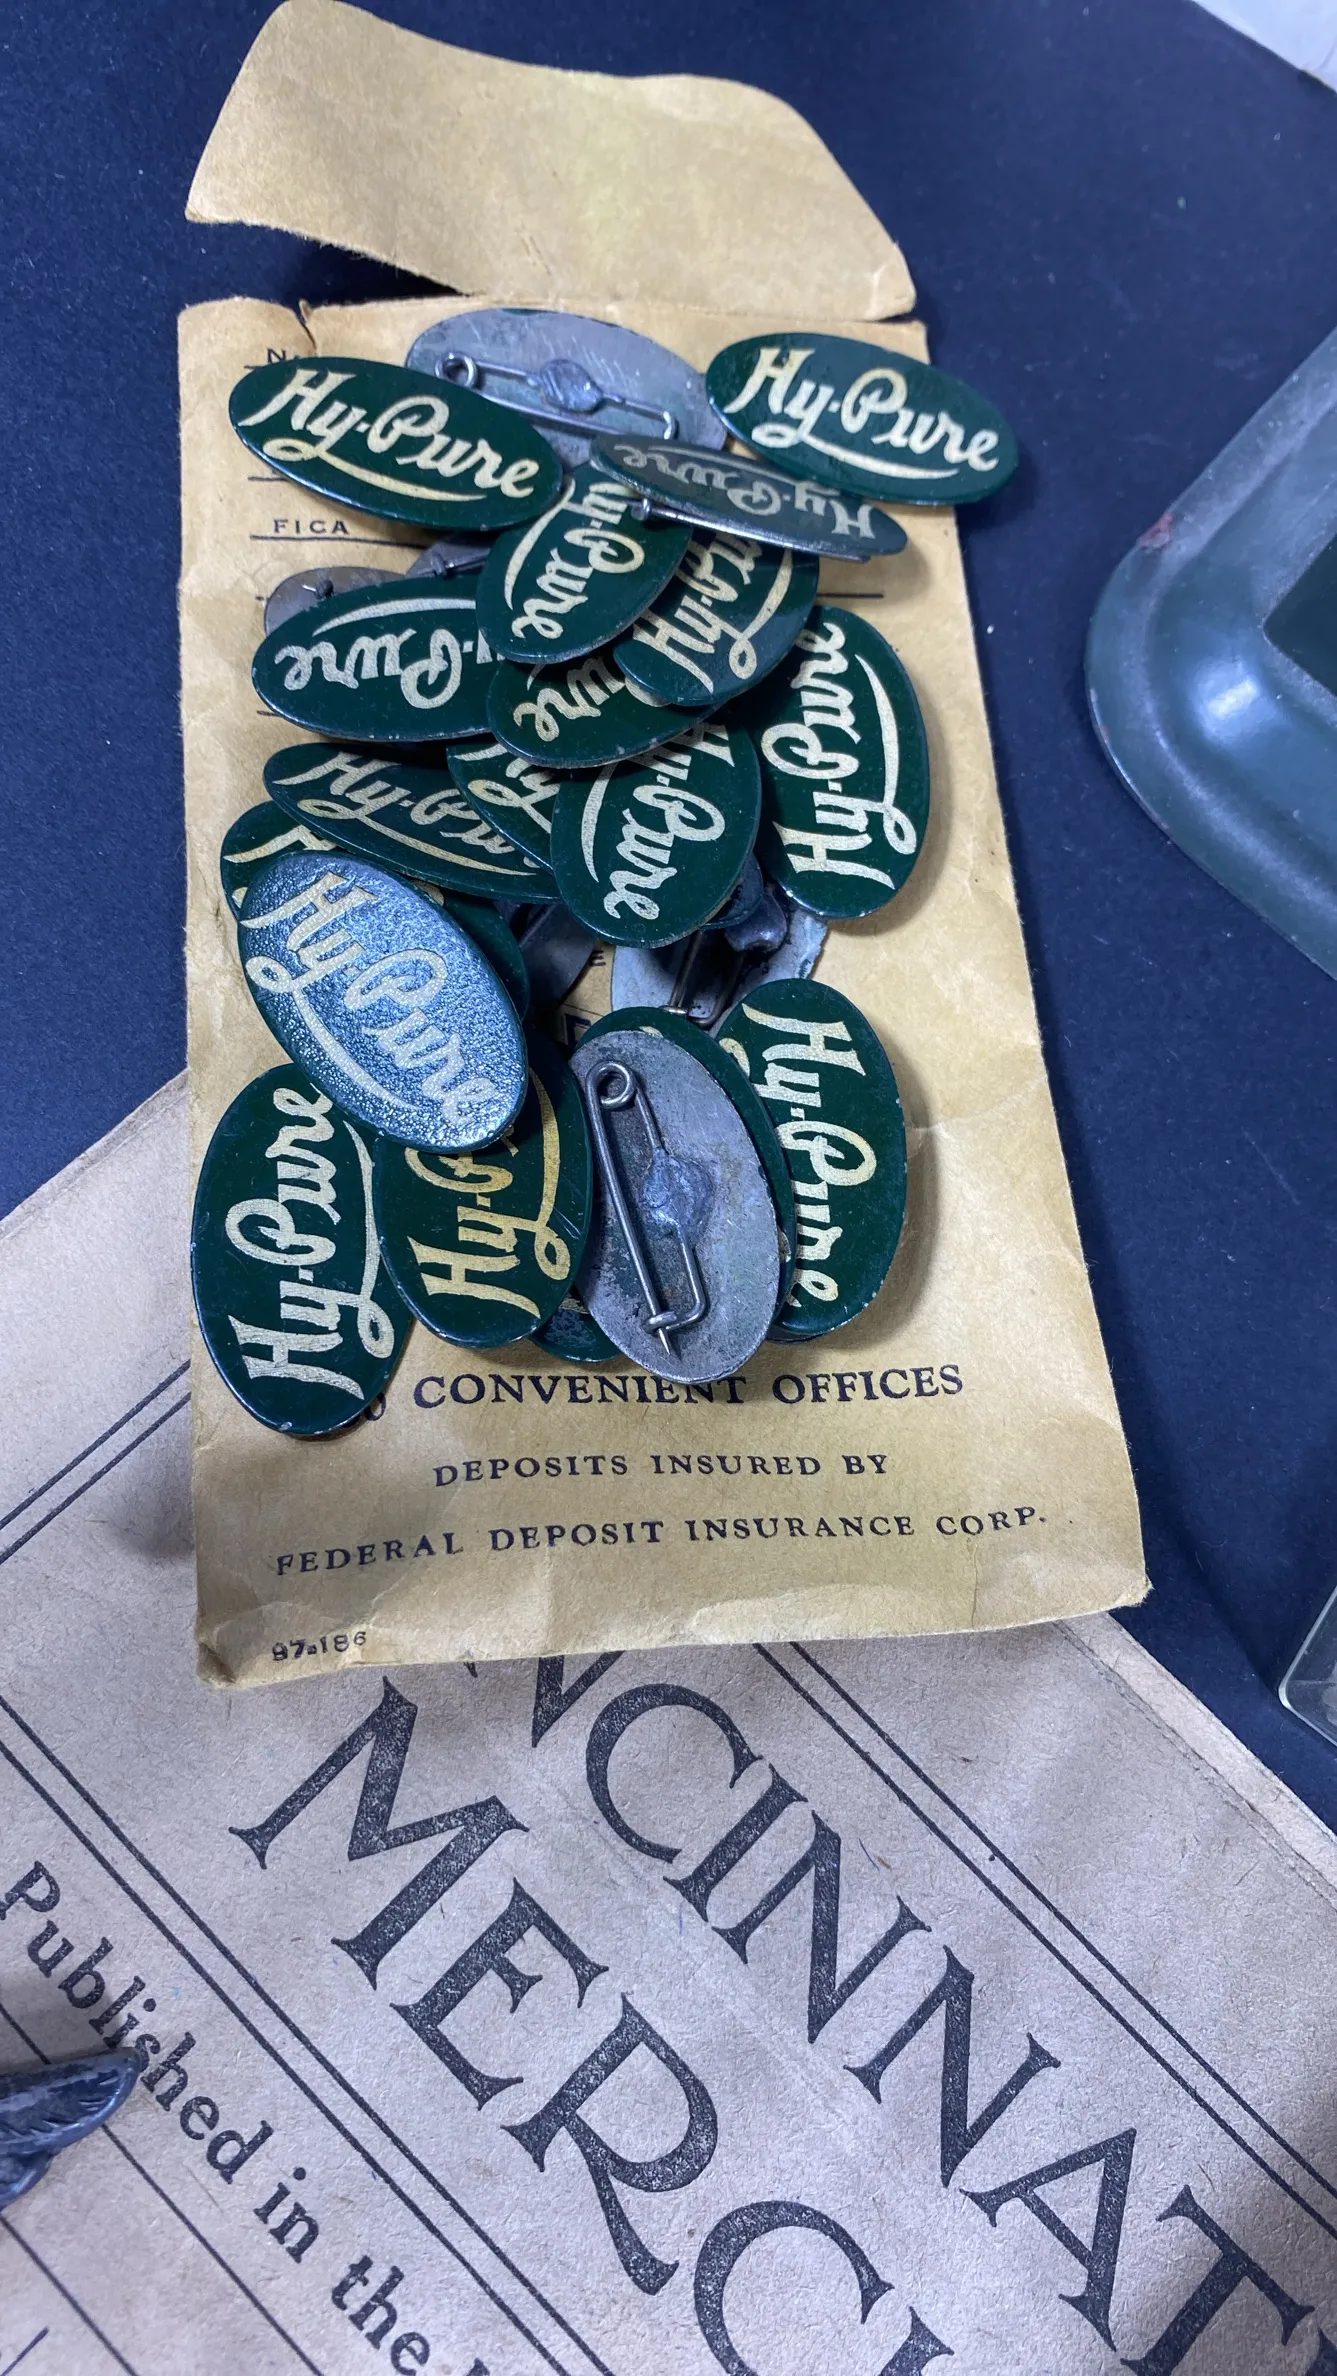 Hy-Pure
Hy-Pure
Hy-Pure
Hy-Pure
Pure
Hy-Pure
Hy-Pure
Hy-Pure
Hy-Pure
Hy-Pure
Hy-Pure
Hy-Pure
FICA
CONVENIENT OFFICES
DEPOSITS INSURED BY
FEDERAL DEPOSIT INSURANCE CORP.
97-186
NCINNAT
MERC
Published in the